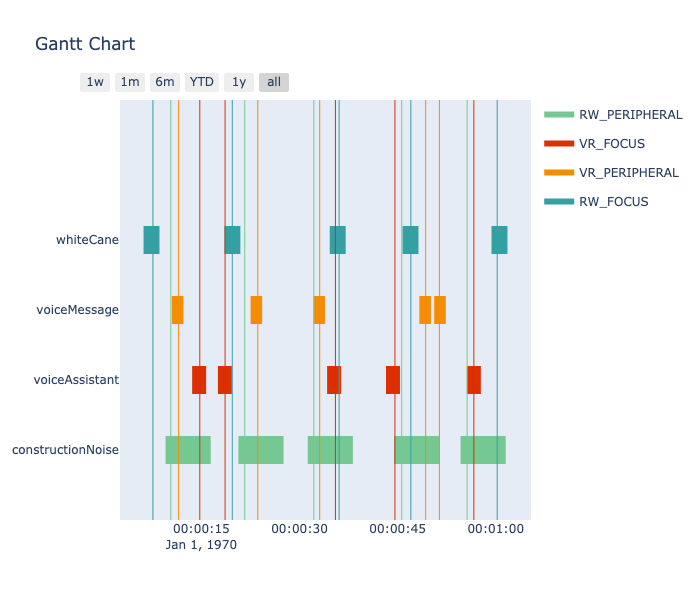 Gantt Chart
1w 1m 6m YTD 1y all
RW_PERIPHERAL
VR_FOCUS
VR_PERIPHERAL
RW_FOCUS
whiteCane
voiceMessage
voiceAssistant
constructionNoise
00:00:15 00:00:30 00:00:45 00:01:00
Jan 1, 1970